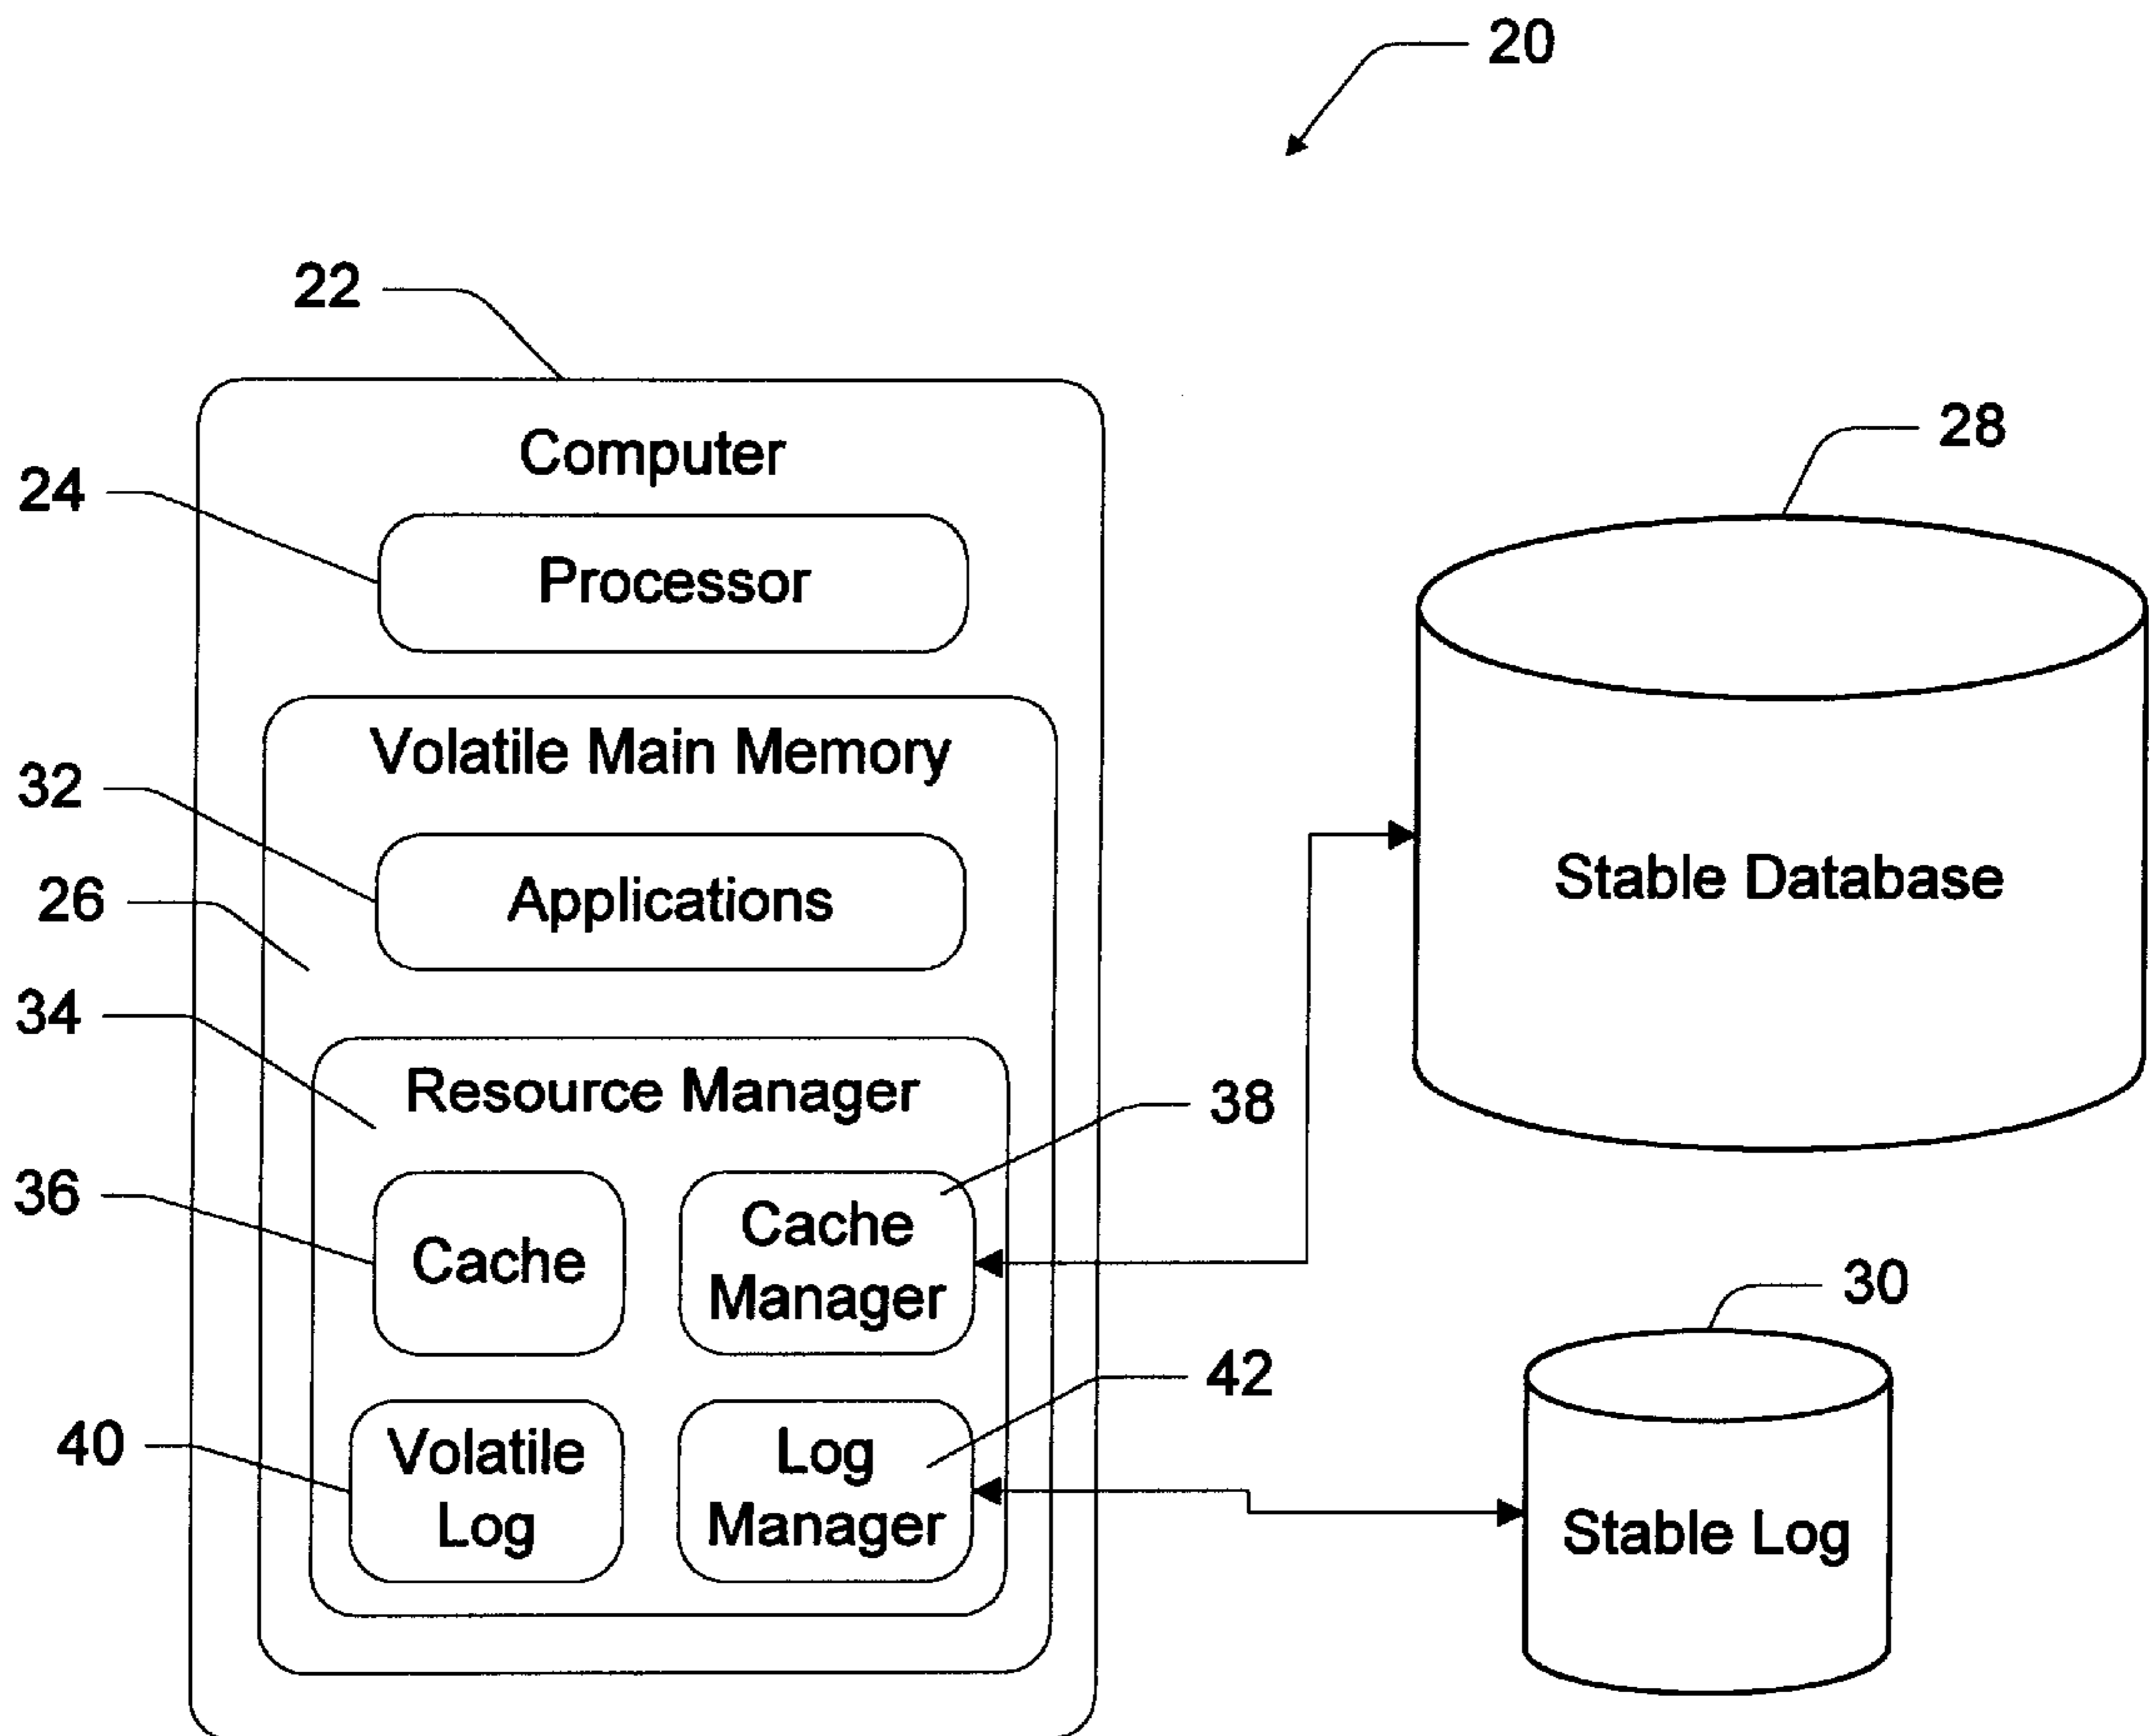 20
22
28
Computer
24
Processor
Volatile Main Memory
32
Applications
Stable Database
26
34
Resource Manager
38
36
Cache
Cache
Manager
30
42
40
Volatile
Log
Log
Manager
Stable Log